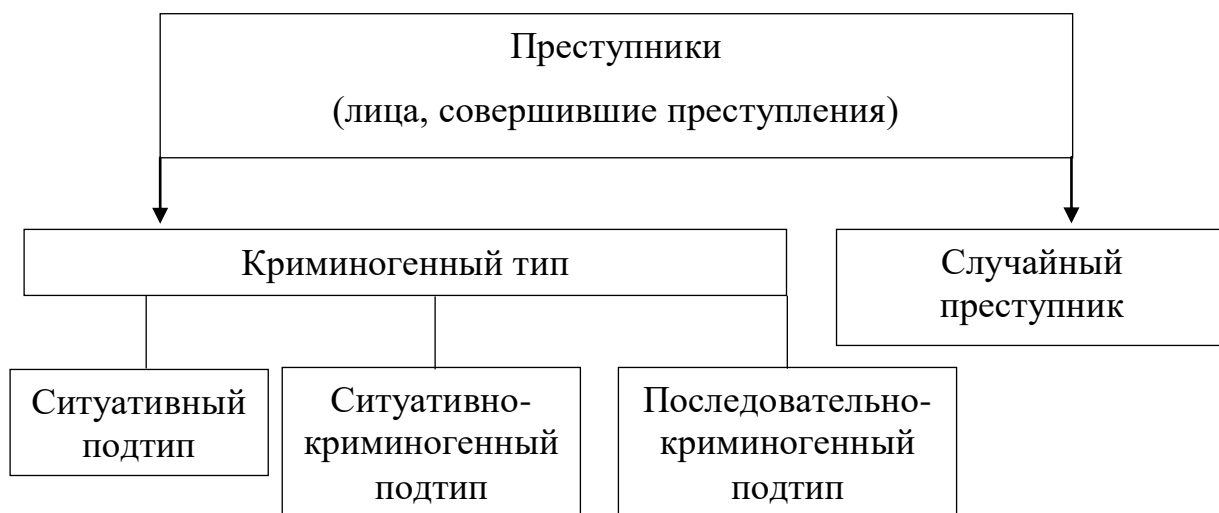 Преступники
(лица, совершившие преступления)
Криминогенный тип
Случайный
преступник
Ситуативный
подтип
Ситуативно-
криминогенный
подтип
Последовательно-
криминогенный
подтип